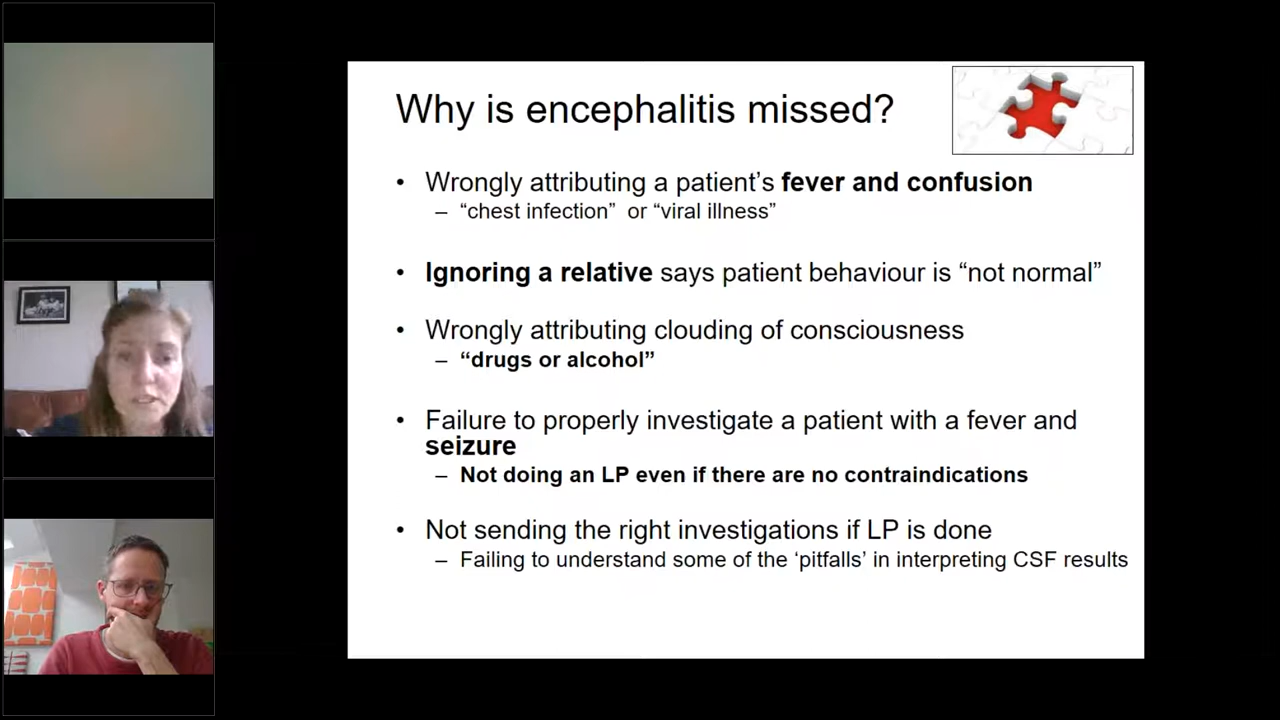 Why is encephalitis missed?
• Wrongly attributing a patient’s fever and confusion
– “chest infection” or “viral illness”
• Ignoring a relative says patient behaviour is “not normal”
• Wrongly attributing clouding of consciousness
– “drugs or alcohol”
• Failure to properly investigate a patient with a fever and
seizure
– Not doing an LP even if there are no contraindications
• Not sending the right investigations if LP is done
– Failing to understand some of the ‘pitfalls’ in interpreting CSF results